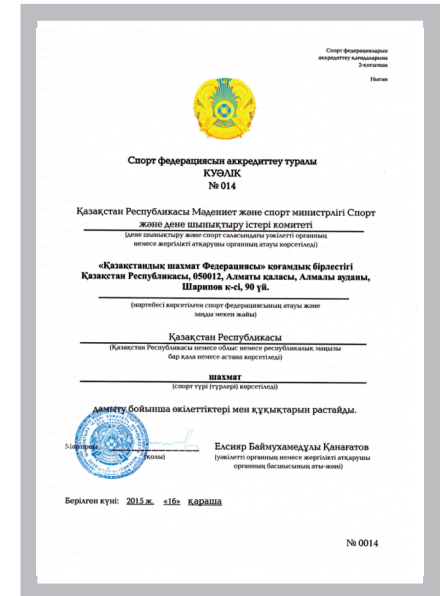 Спорт федерацияларын
аккредиттеу қағидаларына
2-қосымша
Нысан
Спорт федерациясын аккредиттеу туралы
КУӘЛІК
№ 014
Қазақстан Республикасы Мәдениет және спорт министрлігі Спорт
және дене шынықтыру істері комитеті
(дене шынықтыру және спорт саласындағы уәкілетті органның
немесе жергілікті атқарушы органның атауы көрсетіледі)
«Қазақстандық шахмат Федерациясы» қоғамдық бірлестігі
Қазақстан Республикасы, 050012, Алматы қаласы, Алмалы ауданы,
Шарипов к-сі, 90 үй.
(мәртебесі көрсетілген спорт федерациясының атауы және
заңды мекен жайы)
Қазақстан Республикасы
(Қазақстан Республикасы немесе облыс немесе республикалық маңызы
бар қала немесе астана көрсетіледі)
шахмат
(спорт түрі (түрлері) көрсетіледі)
дамыту бойынша өкілеттіктері мен құқықтарын растайды.
Мөр орны
(қолы)
Елсияр Баймухамедұлы Қанағатов
(уәкілетті органның немесе жергілікті атқарушы
органның басшысының аты-жөні)
Берілген күні: 2015 ж. «16» қараша
№ 0014